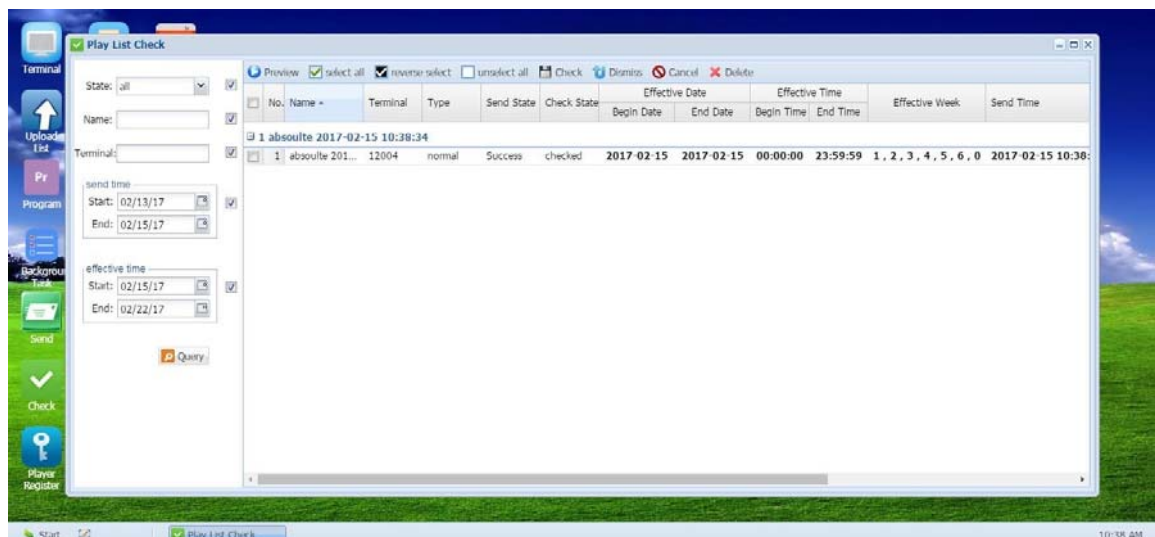 Play List Check
Terminal
Upload
List
Pr
Program
Backgrou
Task
Send
Check
Player
Register
State: all
Name:
Terminal:
send time
Start: 02/13/17
End: 02/15/17
effective time
Start: 02/15/17
End: 02/22/17
Query
Preview select all reverse select unselect all Check Dismiss Cancel Delete
No. Name Terminal Type Send State Check State Effective Date Effective Time Effective Week Send Time
Begin Date End Date Begin Time End Time
1 absoulte 2017-02-15 10:38:34
1 absoulte 201... 12004 normal Success checked 2017-02-15 2017-02-15 00:00:00 23:59:59 1 , 2 , 3 , 4 , 5 , 6 , 0 2017-02-15 10:38:
Start Play List Check 10:38 AM